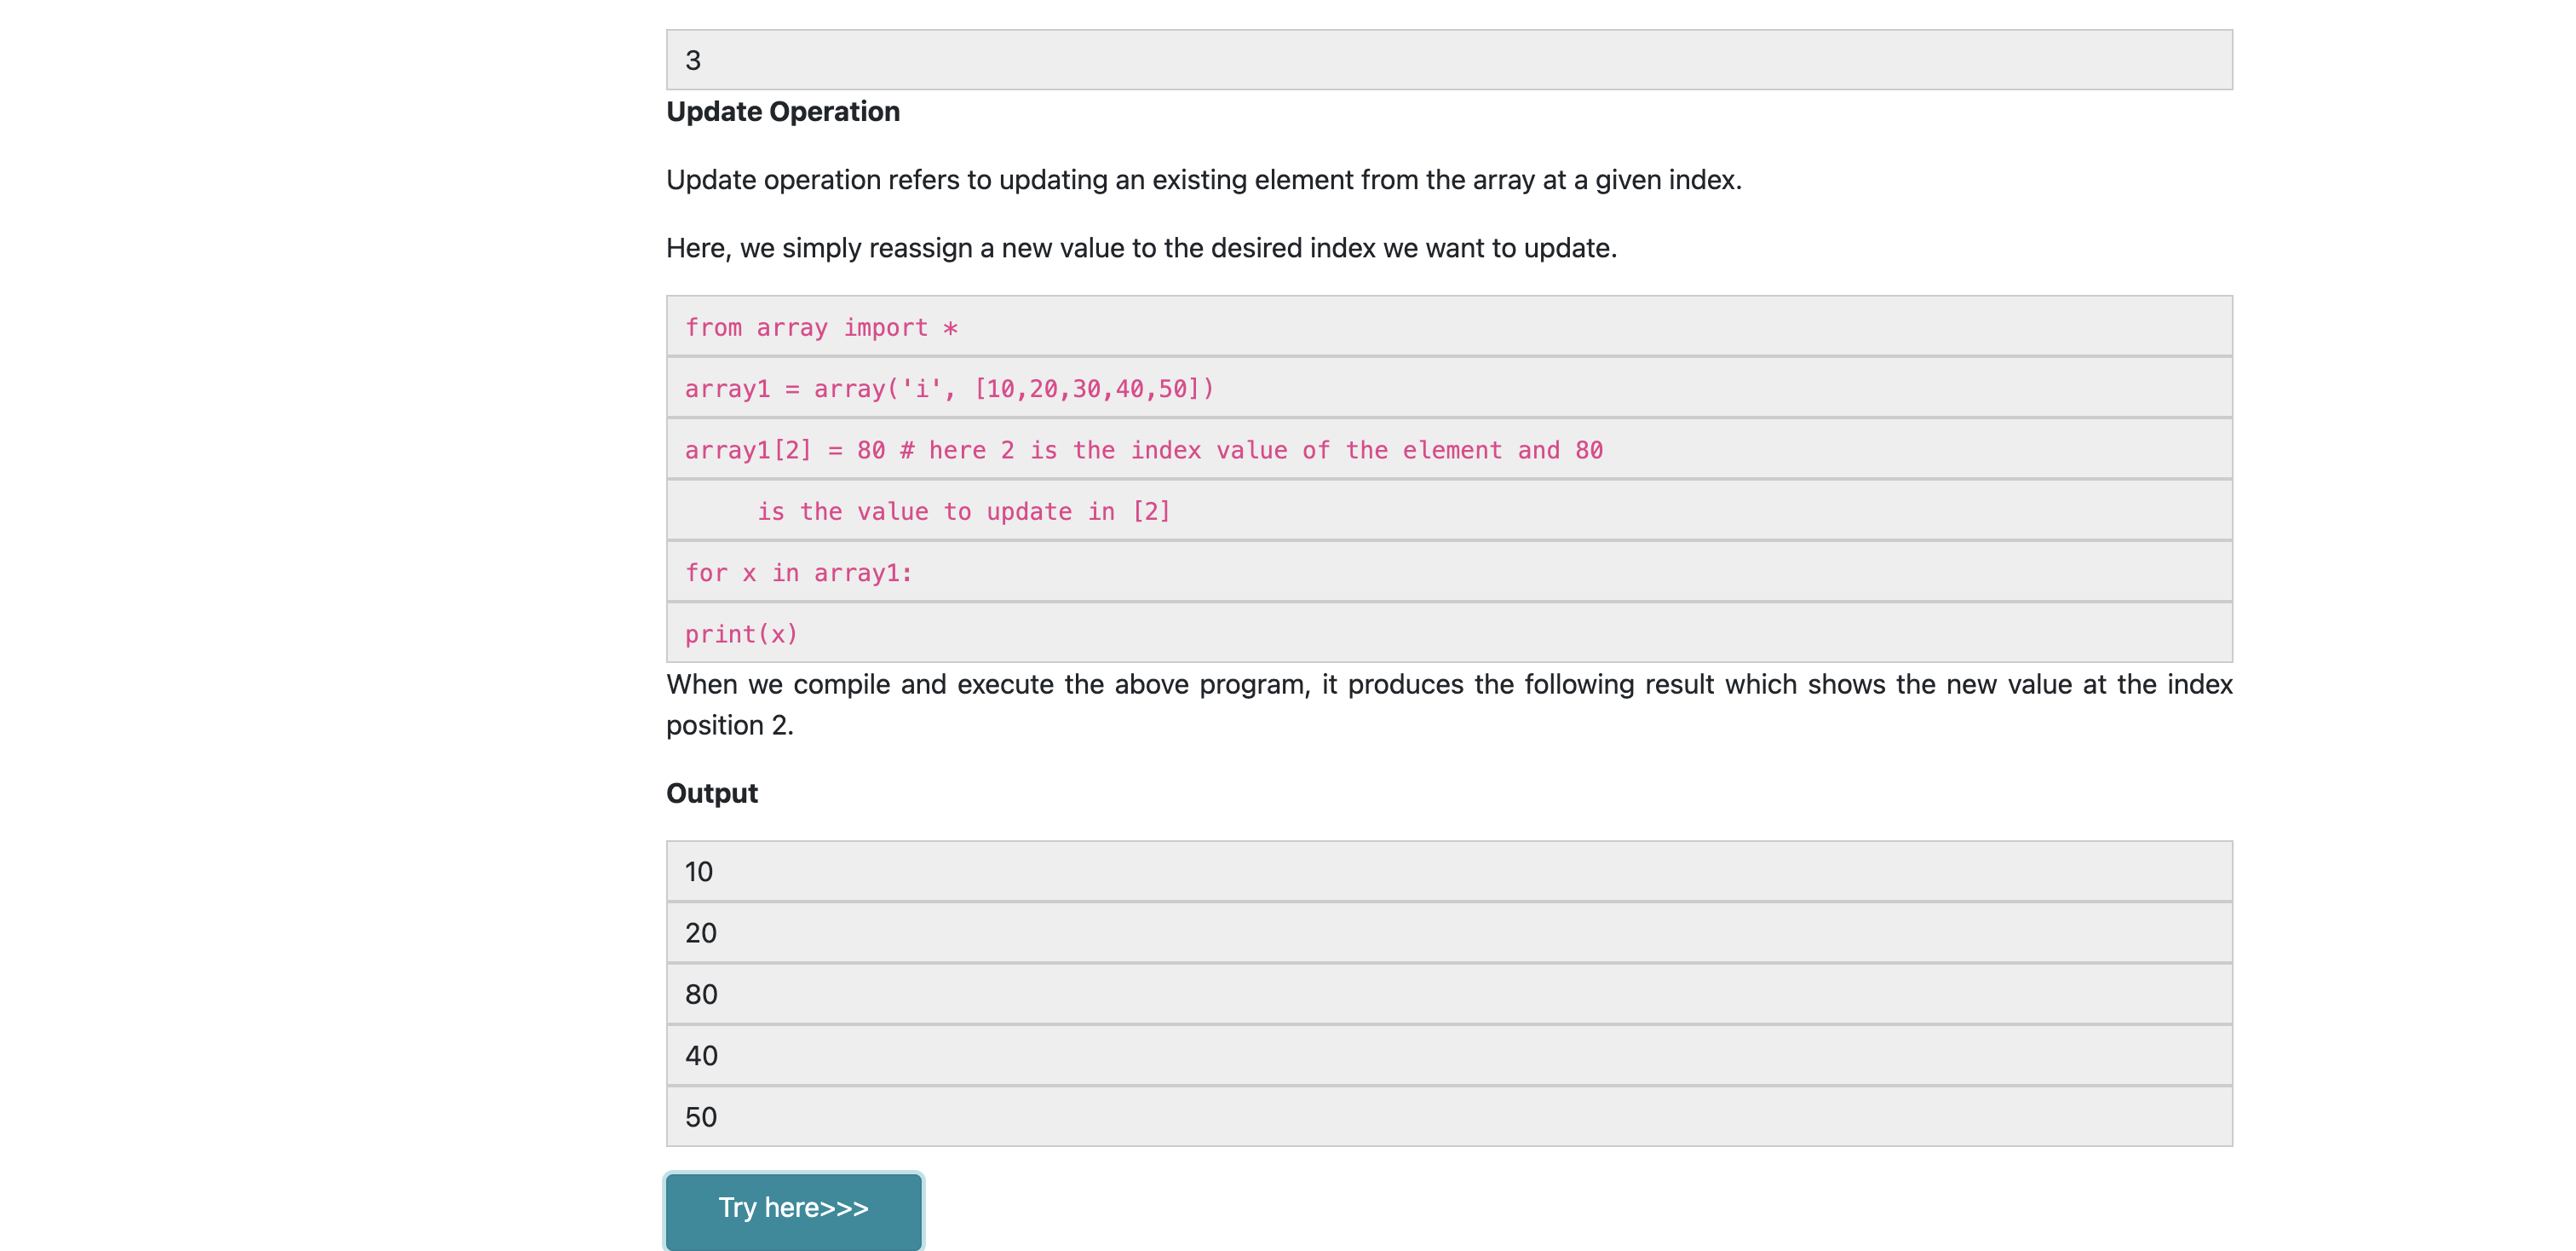 3
Update Operation
Update operation refers to updating an existing element from the array at a given index.
Here, we simply reassign a new value to the desired index we want to update.
from array import *
array1 = array('i', [10,20,30,40,50])
array1[2] = 80 # here 2 is the index value of the element and 80
is the value to update in [2]
for x in array1:
print(x)
When we compile and execute the above program, it produces the following result which shows the new value at the index
position 2.
Output
10
20
80
40
50
Try here>>>